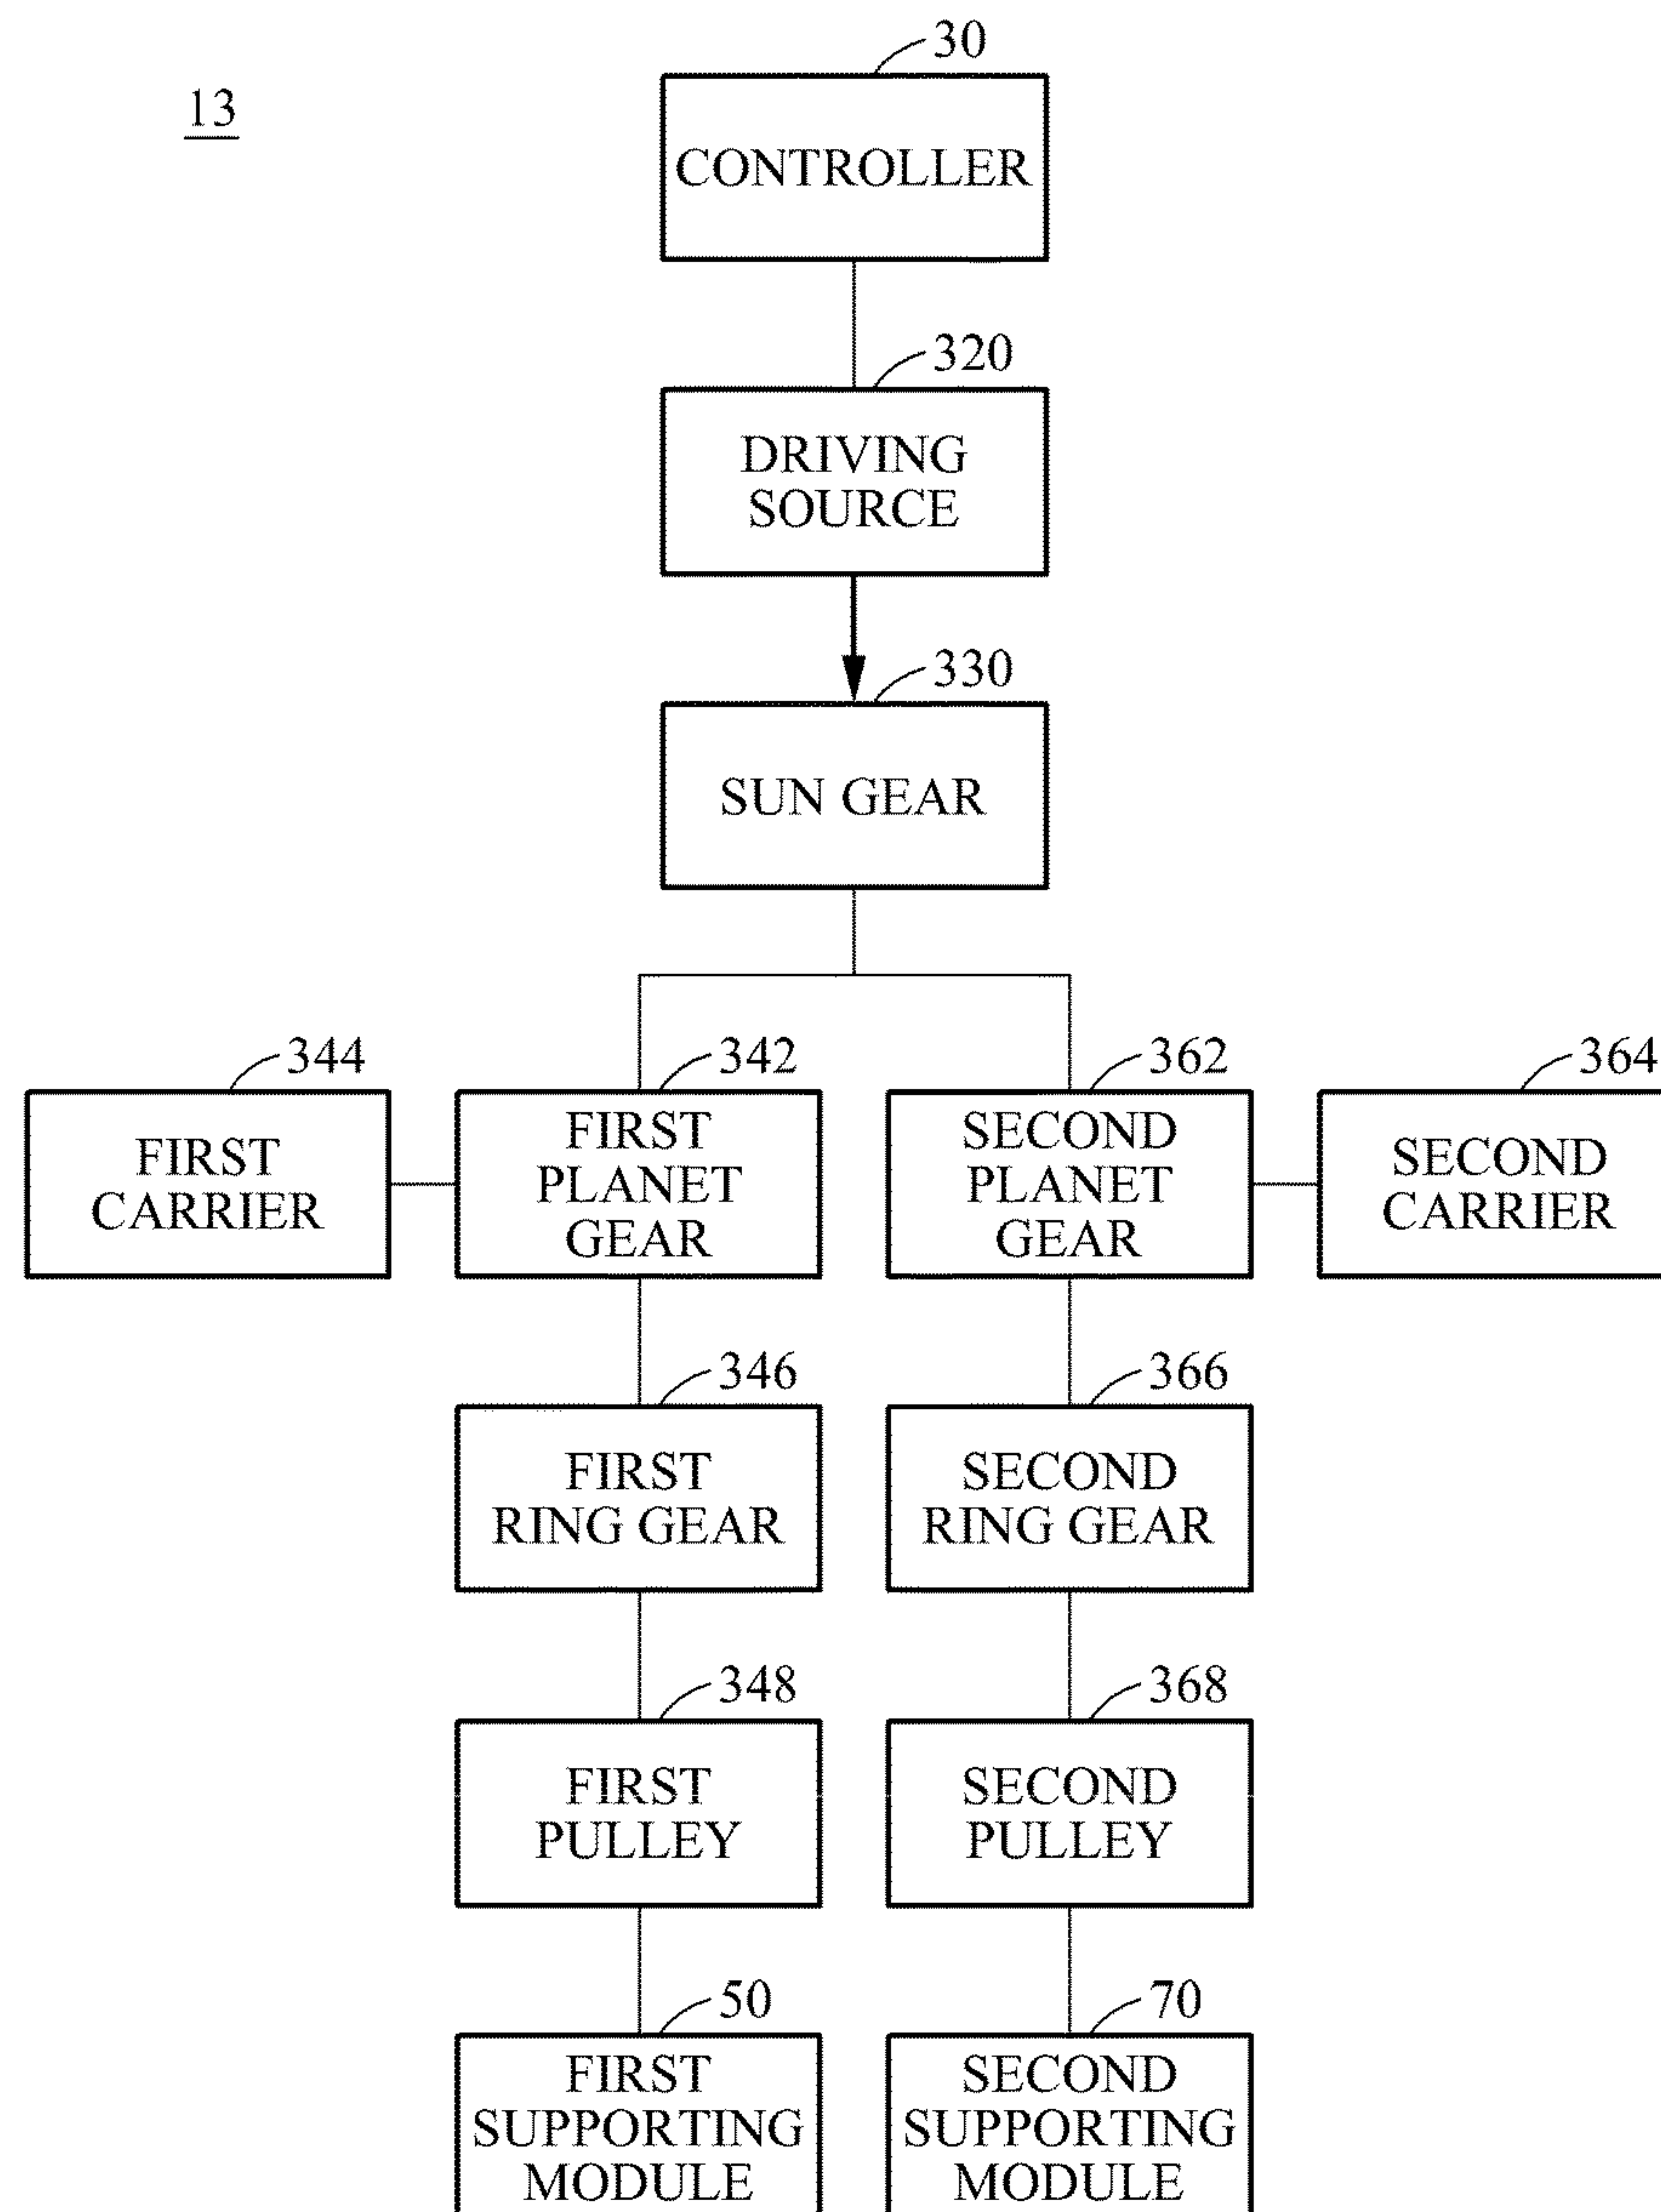 30
13
CONTROLLER
320
DRIVING
SOURCE
330
SUN GEAR
344
342
362
364
FIRST
CARRIER
FIRST
PLANET
GEAR
SECOND
PLANET
GEAR
SECOND
CARRIER
346
366
FIRST
RING GEAR
SECOND
RING GEAR
348
368
FIRST
PULLEY
SECOND
PULLEY
50
70
FIRST
SUPPORTING
MODULE
SECOND
SUPPORTING
MODULE